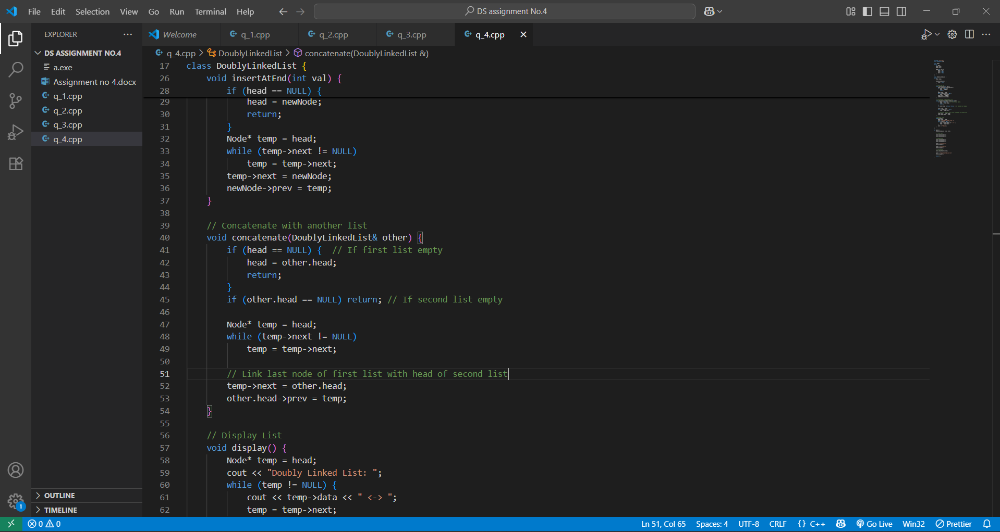 File Edit Selection View Go Run Terminal Help
DS assignment No.4
EXPLORER
DS ASSIGNMENT NO.4
a.exe
Assignment no 4.docx
q_1.cpp
q_2.cpp
q_3.cpp
q_4.cpp
OUTLINE
TIMELINE
Welcome q_1.cpp q_2.cpp q_3.cpp q_4.cpp
q_4.cpp > DoublyLinkedList > concatenate(DoublyLinkedList &)
17 class DoublyLinkedList {
26 void insertAtEnd(int val) {
28 if (head == NULL) {
29 head = newNode;
30 return;
31 }
32 Node* temp = head;
33 while (temp->next != NULL)
34 temp = temp->next;
35 temp->next = newNode;
36 newNode->prev = temp;
37 }
38
39 // Concatenate with another list
40 void concatenate(DoublyLinkedList& other) {
41 if (head == NULL) {  // If first list empty
42 head = other.head;
43 return;
44 }
45 if (other.head == NULL) return; // If second list empty
46
47 Node* temp = head;
48 while (temp->next != NULL)
49 temp = temp->next;
50
51 // Link last node of first list with head of second list
52 temp->next = other.head;
53 other.head->prev = temp;
54 }
55
56 // Display List
57 void display() {
58 Node* temp = head;
59 cout << "Doubly Linked List: ";
60 while (temp != NULL) {
61 cout << temp->data << " <-> ";
62 temp = temp->next;
1
0 0 Ln 51, Col 65 Spaces: 4 UTF-8 CRLF {} C++ Go Live Win32 Prettier